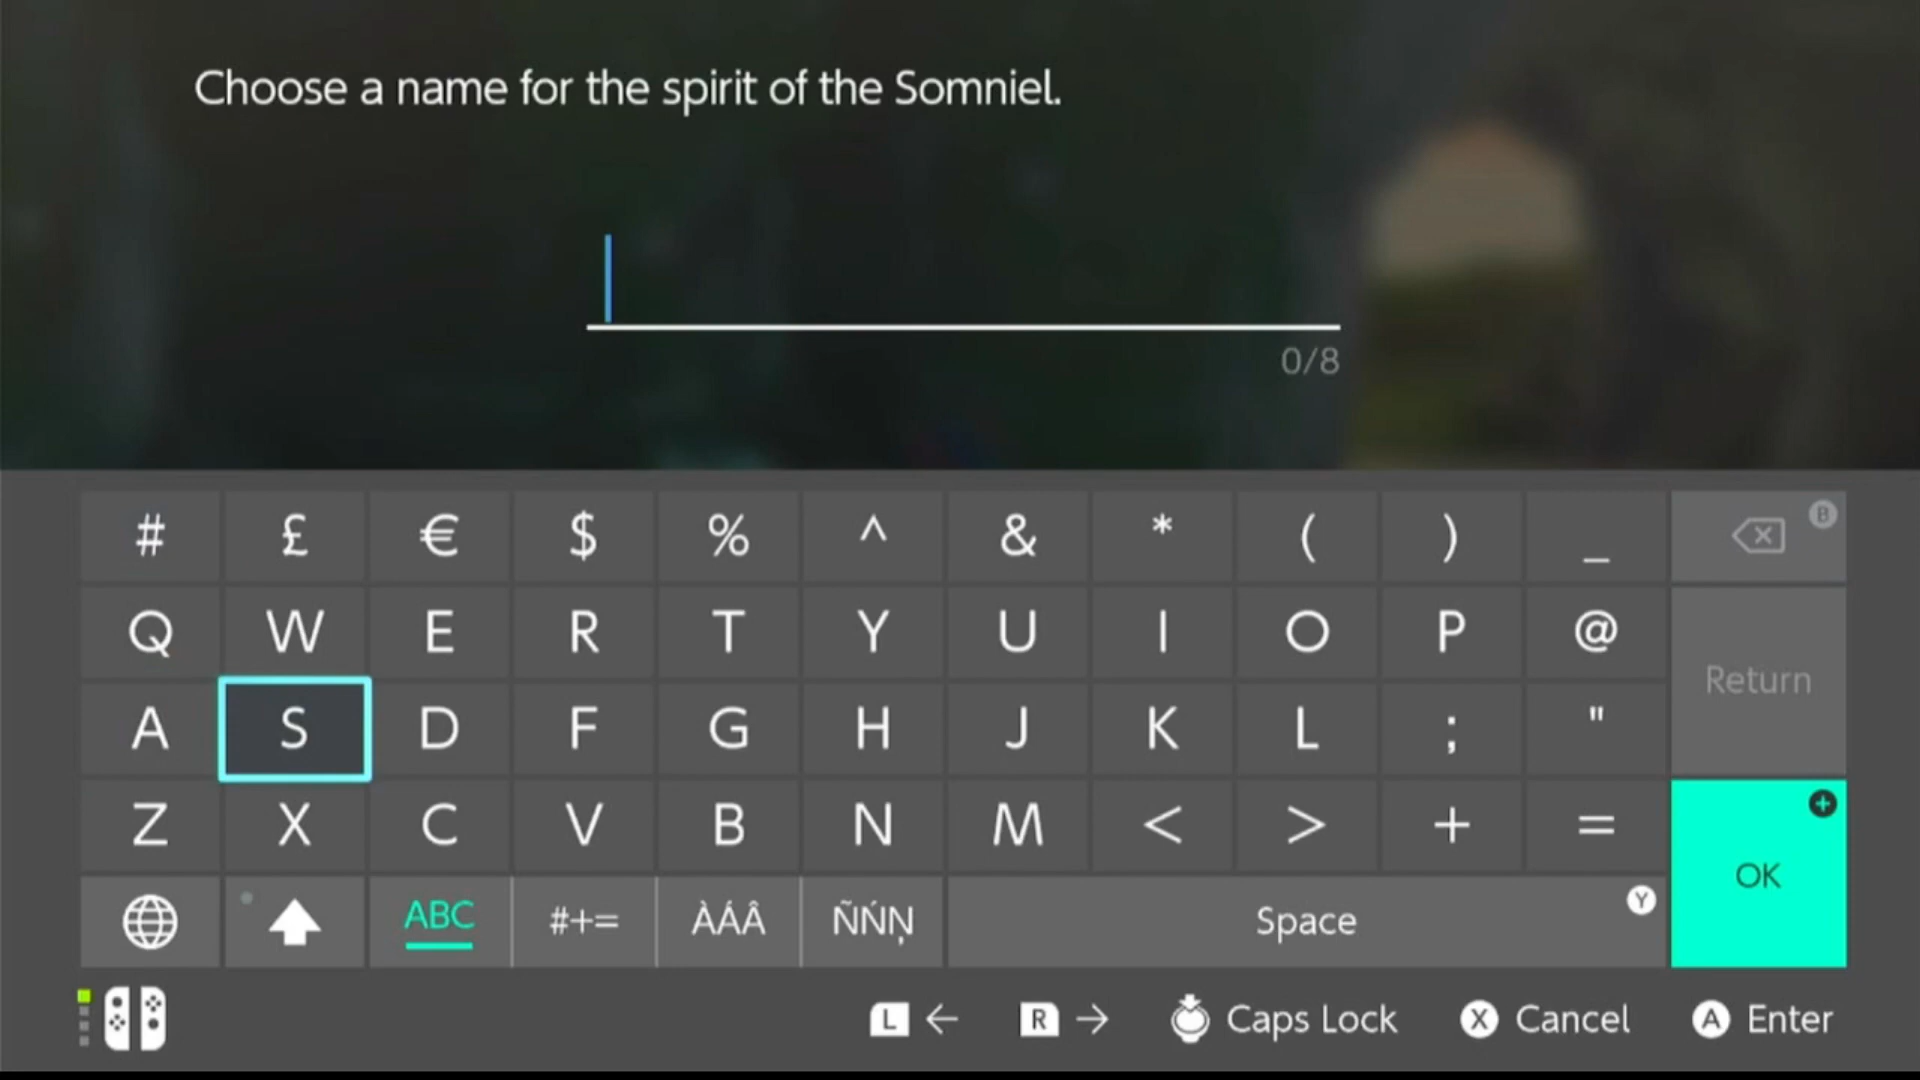 Choose a name for the spirit of the Somniel.
0/8
# £ € $ % ^ & * ( ) _ B
Q W E R T Y U I O P @
Return
A S D F G H J K L ; "
Z X C V B N M < > + =
OK
ABC #+= ÀÁÂ ÑŃŅ Space Y
L ← R → Caps Lock X Cancel A Enter